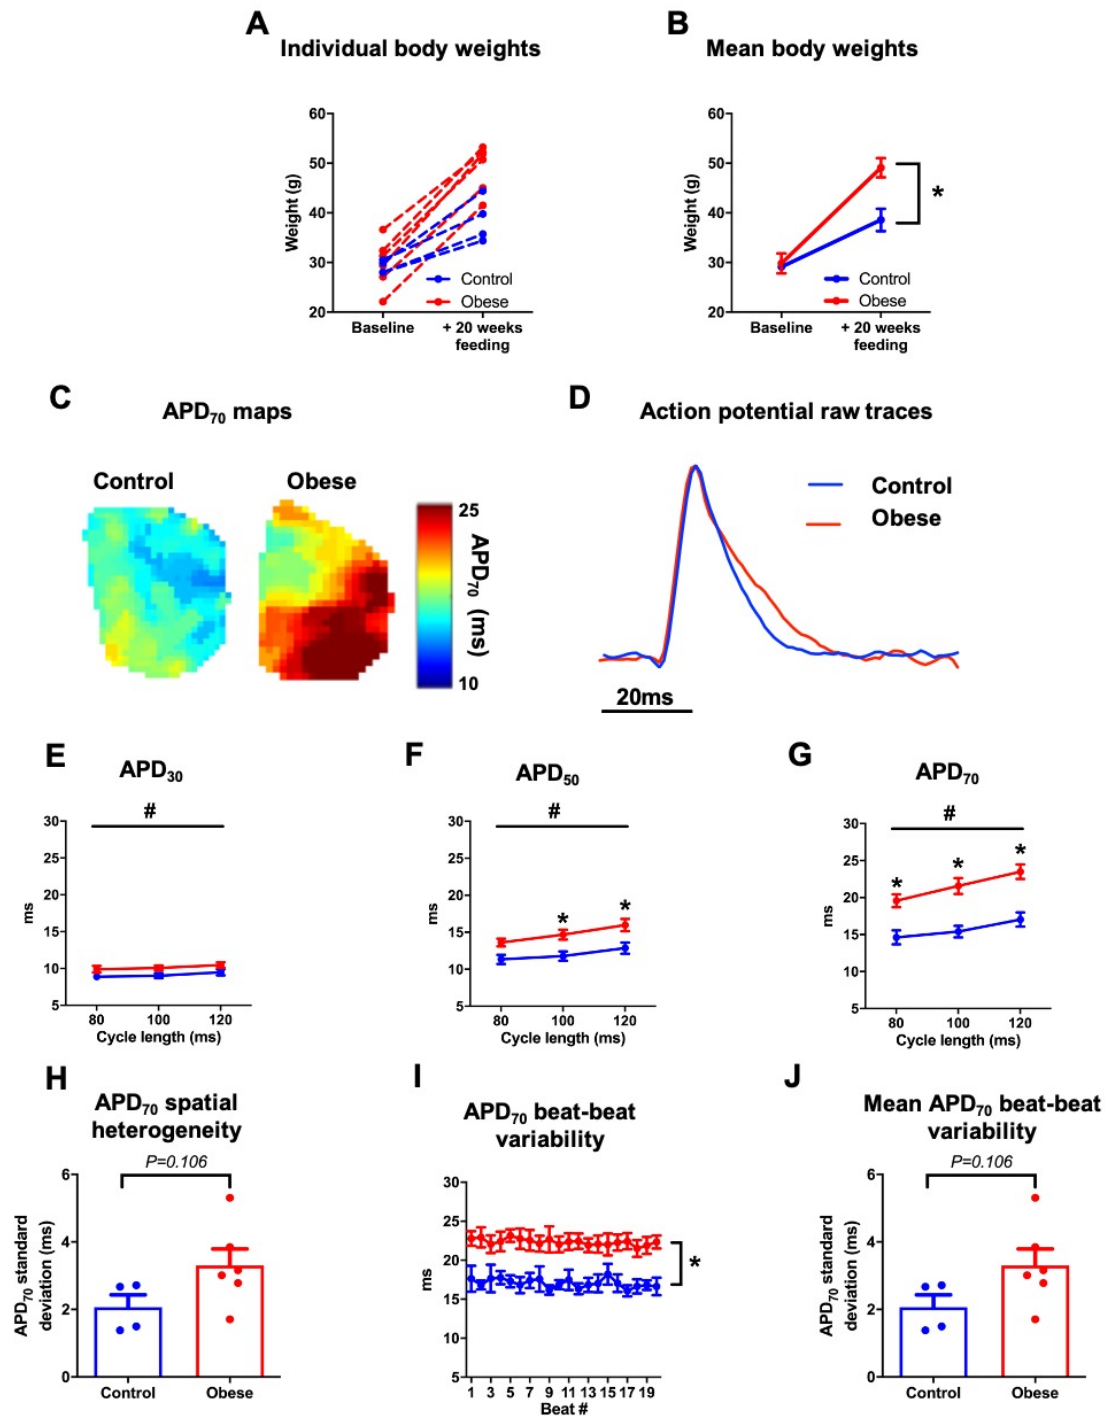 A
Individual body weights
Weight (g)
60
50
40
30
20
Control
Obese
Baseline
+ 20 weeks
feeding
B
Mean body weights
Weight (g)
60
50
40
30
20
*
Control
Obese
Baseline
+ 20 weeks
feeding
C
APD70 maps
Control
Obese
25
APD70 (ms)
10
D
Action potential raw traces
Control
Obese
20ms
E
APD30
#
ms
30
25
20
15
10
5
80 100 120
Cycle length (ms)
F
APD50
#
ms
30
25
20
15
10
5
* *
80 100 120
Cycle length (ms)
G
APD70
#
ms
30
25
20
15
10
5
* * *
80 100 120
Cycle length (ms)
H
APD70 spatial
heterogeneity
P=0.106
APD70 standard
deviation (ms)
6
4
2
0
Control Obese
I
APD70 beat-beat
variability
ms
30
25
20
15
10
5
*
1 3 5 7 9 11 13 15 17 19
Beat #
J
Mean APD70 beat-beat
variability
P=0.106
APD70 standard
deviation (ms)
6
4
2
0
Control Obese